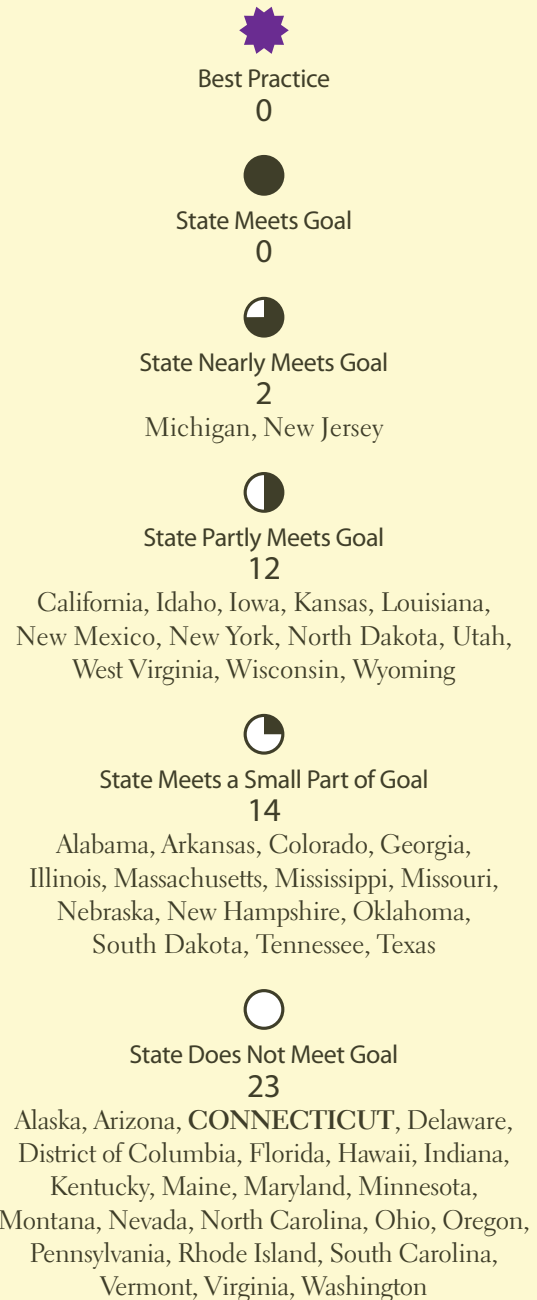 Best Practice
0
State Meets Goal
0
State Nearly Meets Goal
2
Michigan, New Jersey
State Partly Meets Goal
12
California, Idaho, Iowa, Kansas, Louisiana,
New Mexico, New York, North Dakota, Utah,
West Virginia, Wisconsin, Wyoming
State Meets a Small Part of Goal
14
Alabama, Arkansas, Colorado, Georgia,
Illinois, Massachusetts, Mississippi, Missouri,
Nebraska, New Hampshire, Oklahoma,
South Dakota, Tennessee, Texas
State Does Not Meet Goal
23
Alaska, Arizona, CONNECTICUT, Delaware,
District of Columbia, Florida, Hawaii, Indiana,
Kentucky, Maine, Maryland, Minnesota,
Montana, Nevada, North Carolina, Ohio, Oregon,
Pennsylvania, Rhode Island, South Carolina,
Vermont, Virginia, Washington